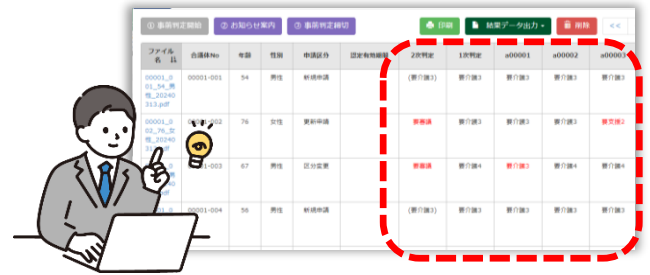 ① 事前判定開始 ② お知らせ案内 ③ 事前判定締切 印刷 結果データ出力 削除 <<
ファイル名 合議体No 年齢 性別 申請区分 認定有効期間 2次判定 1次判定 a00001 a00002 a00003
00001_0 00001-001 54 男性 新規申請 (要介護3) 要介護3 要介護3 要介護3 要介護3
01_54_男
性_20240
313.pdf
00001_0 00001-002 76 女性 更新申請 要審議 要介護3 要介護3 要介護3 要支援2
02_76_女
性_20240
-003 67 男性 区分変更 要審議 要介護4 要介護3 要介護4 要介護4
00001-004 56 男性 新規申請 (要介護3) 要介護3 要介護3 要介護3 要介護3